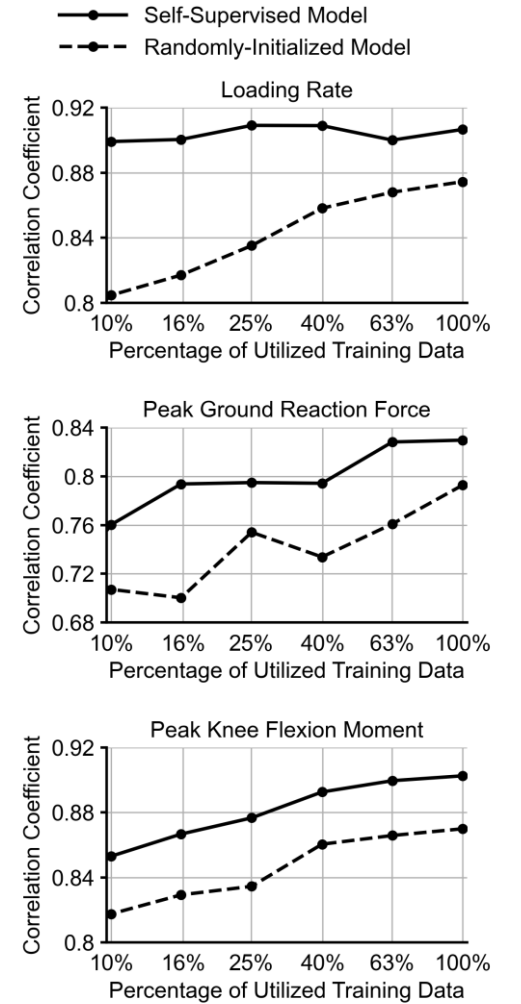 Self-Supervised Model
Randomly-Initialized Model
Loading Rate
Correlation Coefficient
0.92
0.88
0.84
0.8
10% 16% 25% 40% 63% 100%
Percentage of Utilized Training Data
Peak Ground Reaction Force
Correlation Coefficient
0.84
0.8
0.76
0.72
0.68
10% 16% 25% 40% 63% 100%
Percentage of Utilized Training Data
Peak Knee Flexion Moment
Correlation Coefficient
0.92
0.88
0.84
0.8
10% 16% 25% 40% 63% 100%
Percentage of Utilized Training Data